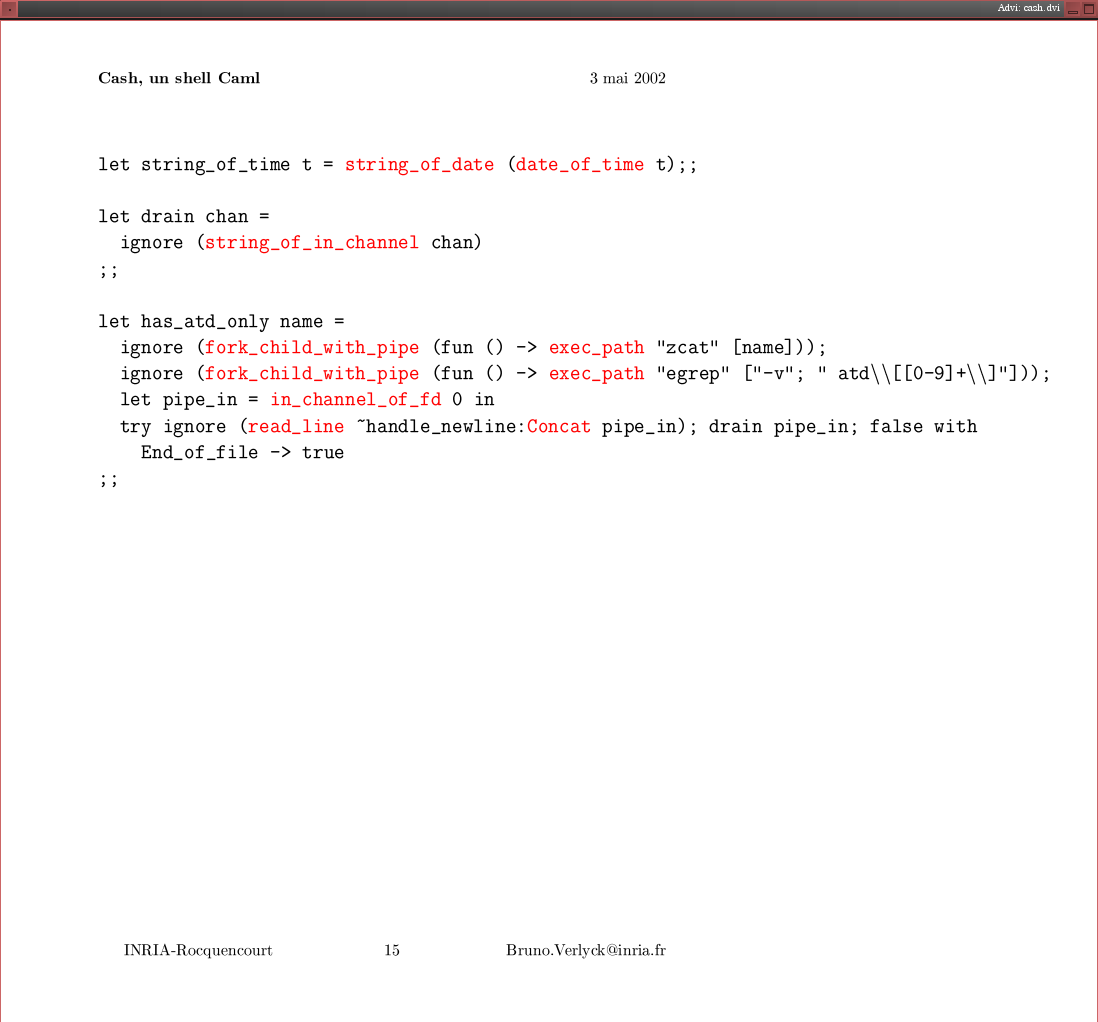 Advi: cash.dvi
Cash, un shell Caml 3 mai 2002
let string_of_time t = string_of_date (date_of_time t);;
let drain chan =
  ignore (string_of_in_channel chan)
;;
let has_atd_only name =
  ignore (fork_child_with_pipe (fun () -> exec_path "zcat" [name]));
  ignore (fork_child_with_pipe (fun () -> exec_path "egrep" ["-v"; " atd\\[[0-9]+\\]"]));
  let pipe_in = in_channel_of_fd 0 in
  try ignore (read_line ~handle_newline:Concat pipe_in); drain pipe_in; false with
    End_of_file -> true
;;
INRIA-Rocquencourt 15 Bruno.Verlyck@inria.fr